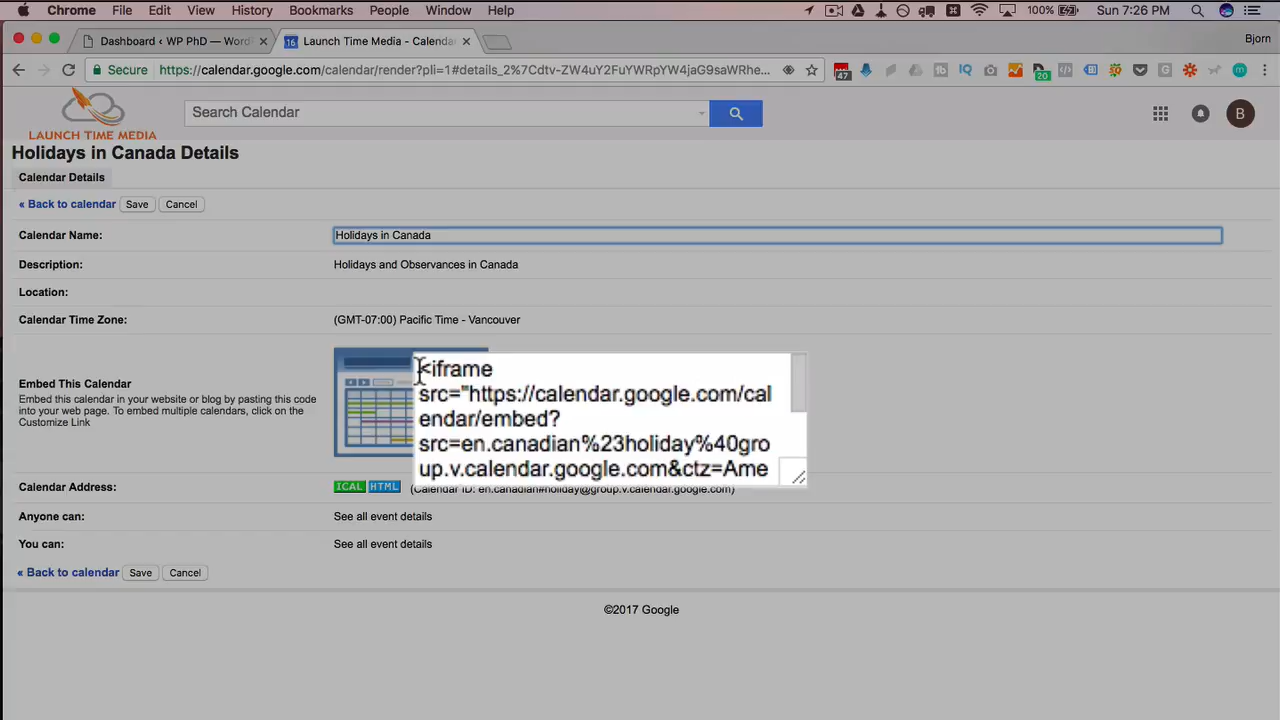 Chrome File Edit View History Bookmarks People Window Help 100% Sun 7:26 PM
Dashboard ‹ WP PhD — Word Launch Time Media - Calenda Bjorn
Secure https://calendar.google.com/calendar/render?pli=1#details_2%7Cdtv-ZW4uY2FuYWRpYW4jaG9saWRhe... 47 20
LAUNCH TIME MEDIA
Search Calendar
B
Holidays in Canada Details
Calendar Details
« Back to calendar Save Cancel
Calendar Name: Holidays in Canada
Description: Holidays and Observances in Canada
Location:
Calendar Time Zone: (GMT-07:00) Pacific Time - Vancouver
Embed This Calendar
Embed this calendar in your website or blog by pasting this code
into your web page. To embed multiple calendars, click on the
Customize Link
<iframe
src="https://calendar.google.com/cal
endar/embed?
src=en.canadian%23holiday%40gro
up.v.calendar.google.com&ctz=Ame
Calendar Address: ICAL HTML (Calendar ID: en.canadian#holiday@group.v.calendar.google.com)
Anyone can: See all event details
You can: See all event details
« Back to calendar Save Cancel
©2017 Google